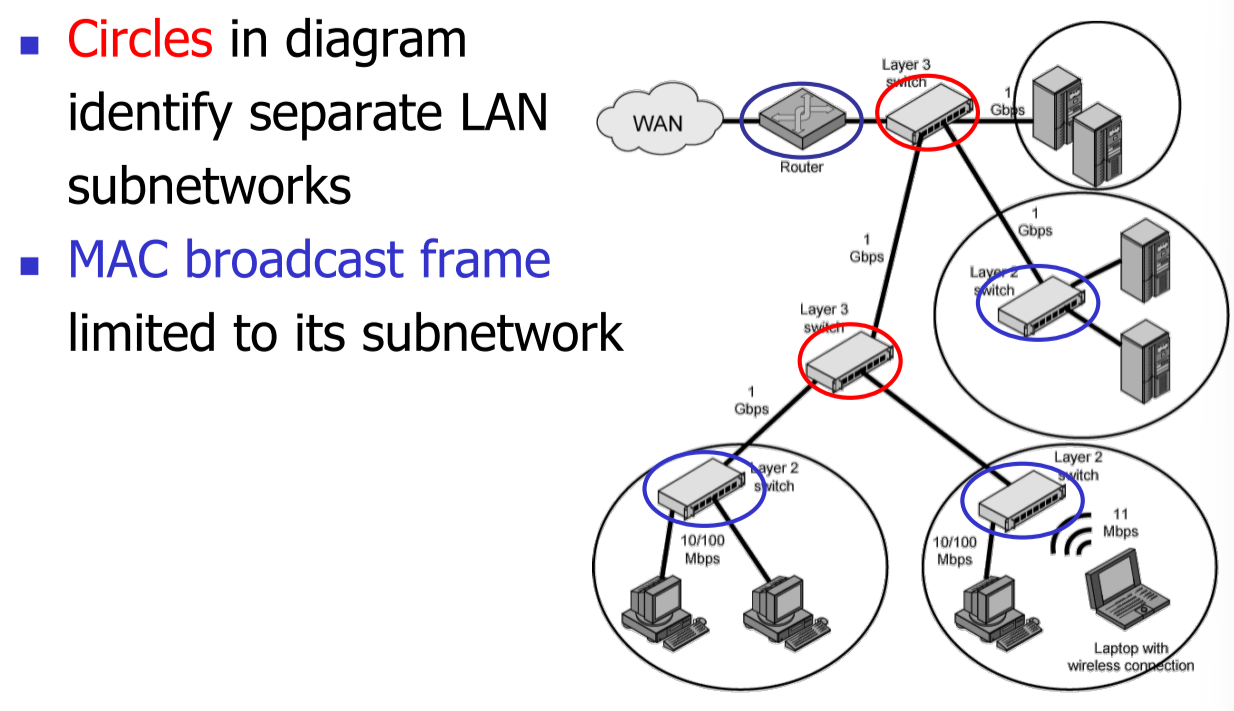 Circles in diagram
identify separate LAN
subnetworks
MAC broadcast frame
limited to its subnetwork
WAN
Router
Layer 3
switch
1
Gbps
1
Gbps
Layer 2
switch
1
Gbps
Layer 3
switch
1
Gbps
Layer 2
switch
10/100
Mbps
Layer 2
switch
11
Mbps
10/100
Mbps
Laptop with
wireless connection